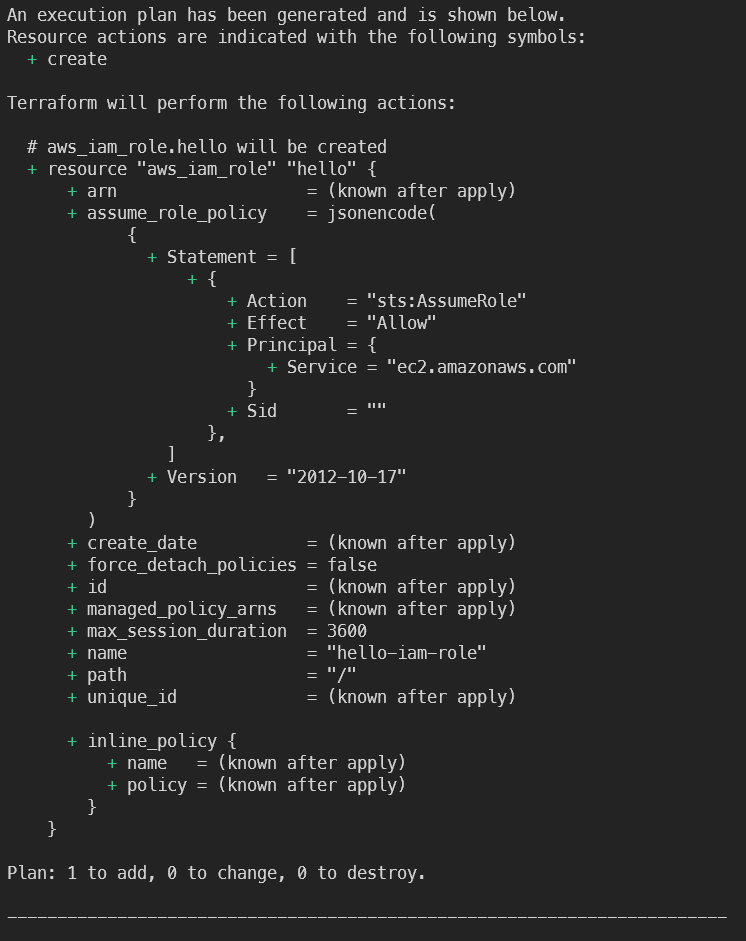 An execution plan has been generated and is shown below.
Resource actions are indicated with the following symbols:
  + create

Terraform will perform the following actions:

  # aws_iam_role.hello will be created
  + resource "aws_iam_role" "hello" {
      + arn                   = (known after apply)
      + assume_role_policy    = jsonencode(
            {
              + Statement = [
                  + {
                      + Action    = "sts:AssumeRole"
                      + Effect    = "Allow"
                      + Principal = {
                          + Service = "ec2.amazonaws.com"
                        }
                      + Sid       = ""
                    },
                ]
              + Version   = "2012-10-17"
            }
        )
      + create_date           = (known after apply)
      + force_detach_policies = false
      + id                    = (known after apply)
      + managed_policy_arns   = (known after apply)
      + max_session_duration  = 3600
      + name                  = "hello-iam-role"
      + path                  = "/"
      + unique_id             = (known after apply)

      + inline_policy {
          + name   = (known after apply)
          + policy = (known after apply)
        }
    }

Plan: 1 to add, 0 to change, 0 to destroy.

------------------------------------------------------------------------